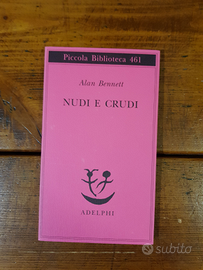 Piccola Biblioteca 461
Alan Bennett
NUDI E CRUDI
ADELPHI
subito